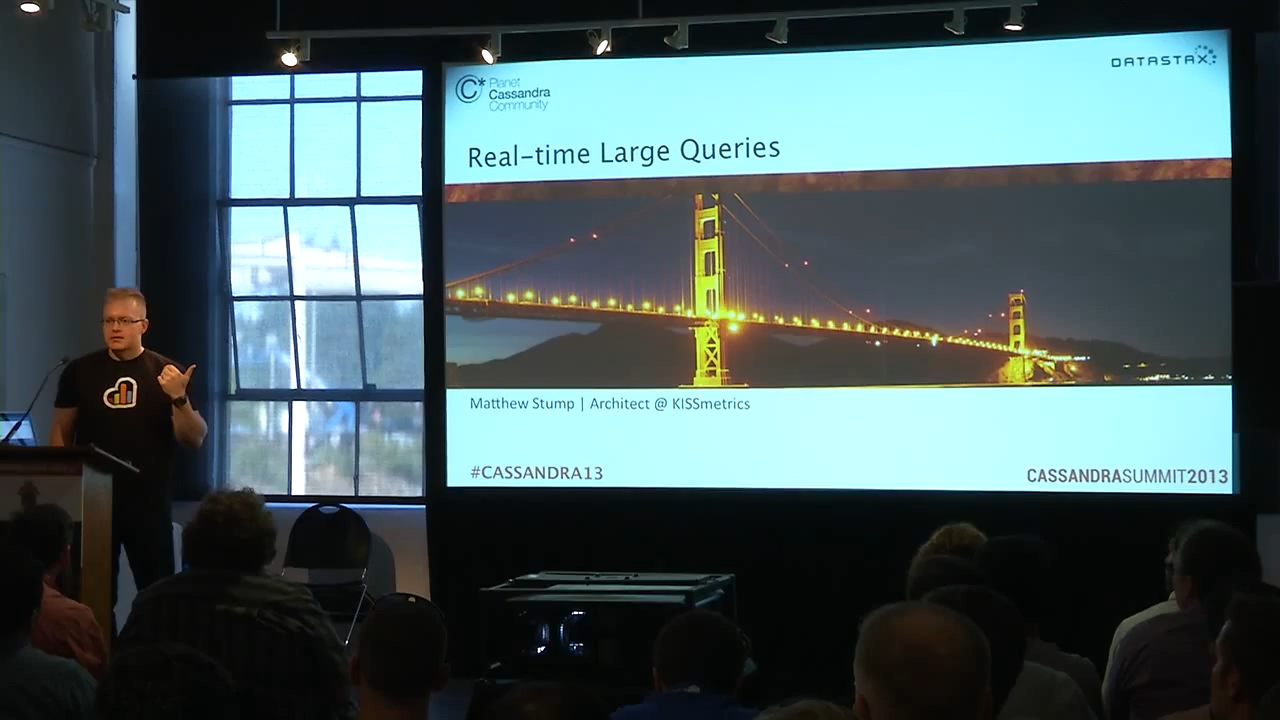 C*
Planet
Cassandra
Community
DATASTAX
Real-time Large Queries
Matthew Stump | Architect @ KISSmetrics
#CASSANDRA13
CASSANDRASUMMIT2013